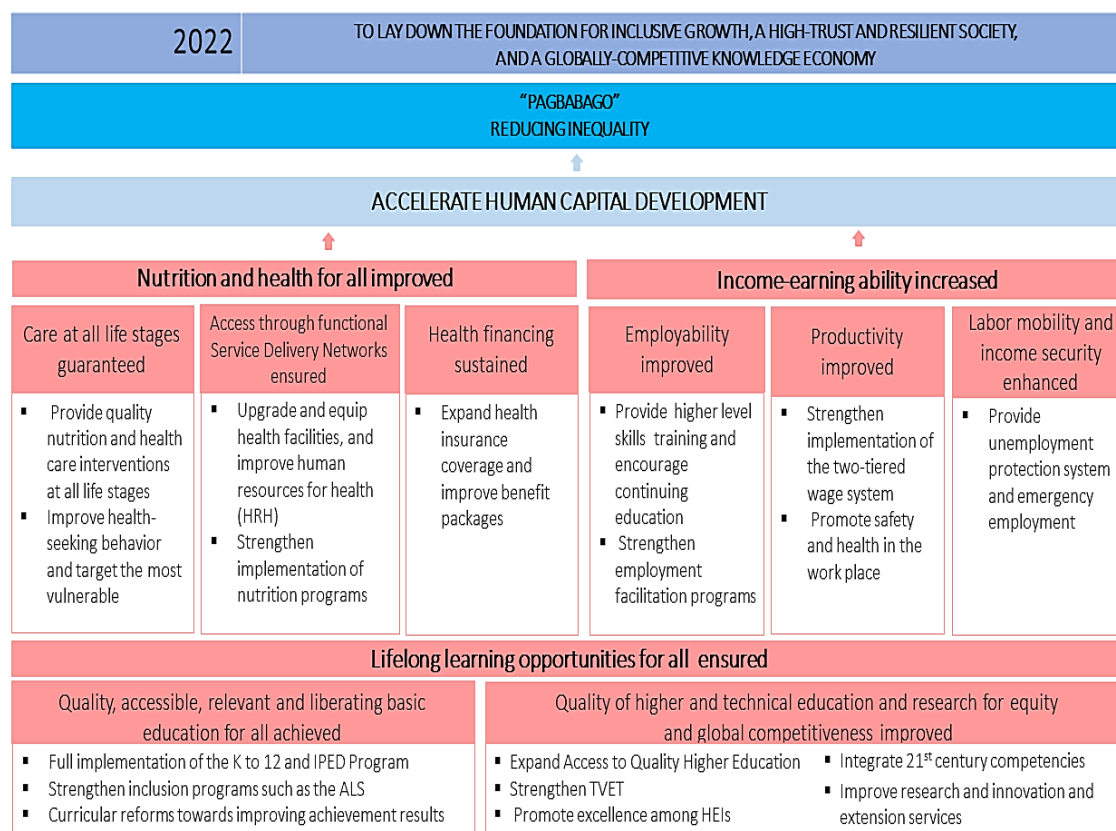 2022
TO LAY DOWN THE FOUNDATION FOR INCLUSIVE GROWTH, A HIGH-TRUST AND RESILIENT SOCIETY,
AND A GLOBALLY-COMPETITIVE KNOWLEDGE ECONOMY
"PAGBABAGO"
REDUCING INEQUALITY
ACCELERATE HUMAN CAPITAL DEVELOPMENT
Nutrition and health for all improved
Care at all life stages
guaranteed
▪ Provide quality
nutrition and health
care interventions
at all life stages
▪ Improve health-
seeking behavior
and target the most
vulnerable
Access through functional
Service Delivery Networks
ensured
▪ Upgrade and equip
health facilities, and
improve human
resources for health
(HRH)
▪ Strengthen
implementation of
nutrition programs
Health financing
sustained
▪ Expand health
insurance
coverage and
improve benefit
packages
Income-earning ability increased
Employability
improved
▪ Provide higher level
skills training and
encourage
continuing
education
▪ Strengthen
employment
facilitation programs
Productivity
improved
▪ Strengthen
implementation of
the two-tiered
wage system
▪ Promote safety
and health in the
work place
Labor mobility and
income security
enhanced
▪ Provide
unemployment
protection system
and emergency
employment
Lifelong learning opportunities for all ensured
Quality, accessible, relevant and liberating basic
education for all achieved
▪ Full implementation of the K to 12 and IPED Program
▪ Strengthen inclusion programs such as the ALS
▪ Curricular reforms towards improving achievement results
Quality of higher and technical education and research for equity
and global competitiveness improved
▪ Expand Access to Quality Higher Education
▪ Strengthen TVET
▪ Promote excellence among HEIs
▪ Integrate 21st century competencies
▪ Improve research and innovation and
extension services